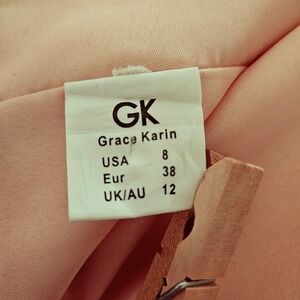 GK
Grace Karin
USA 8
Eur 38
UK/AU 12